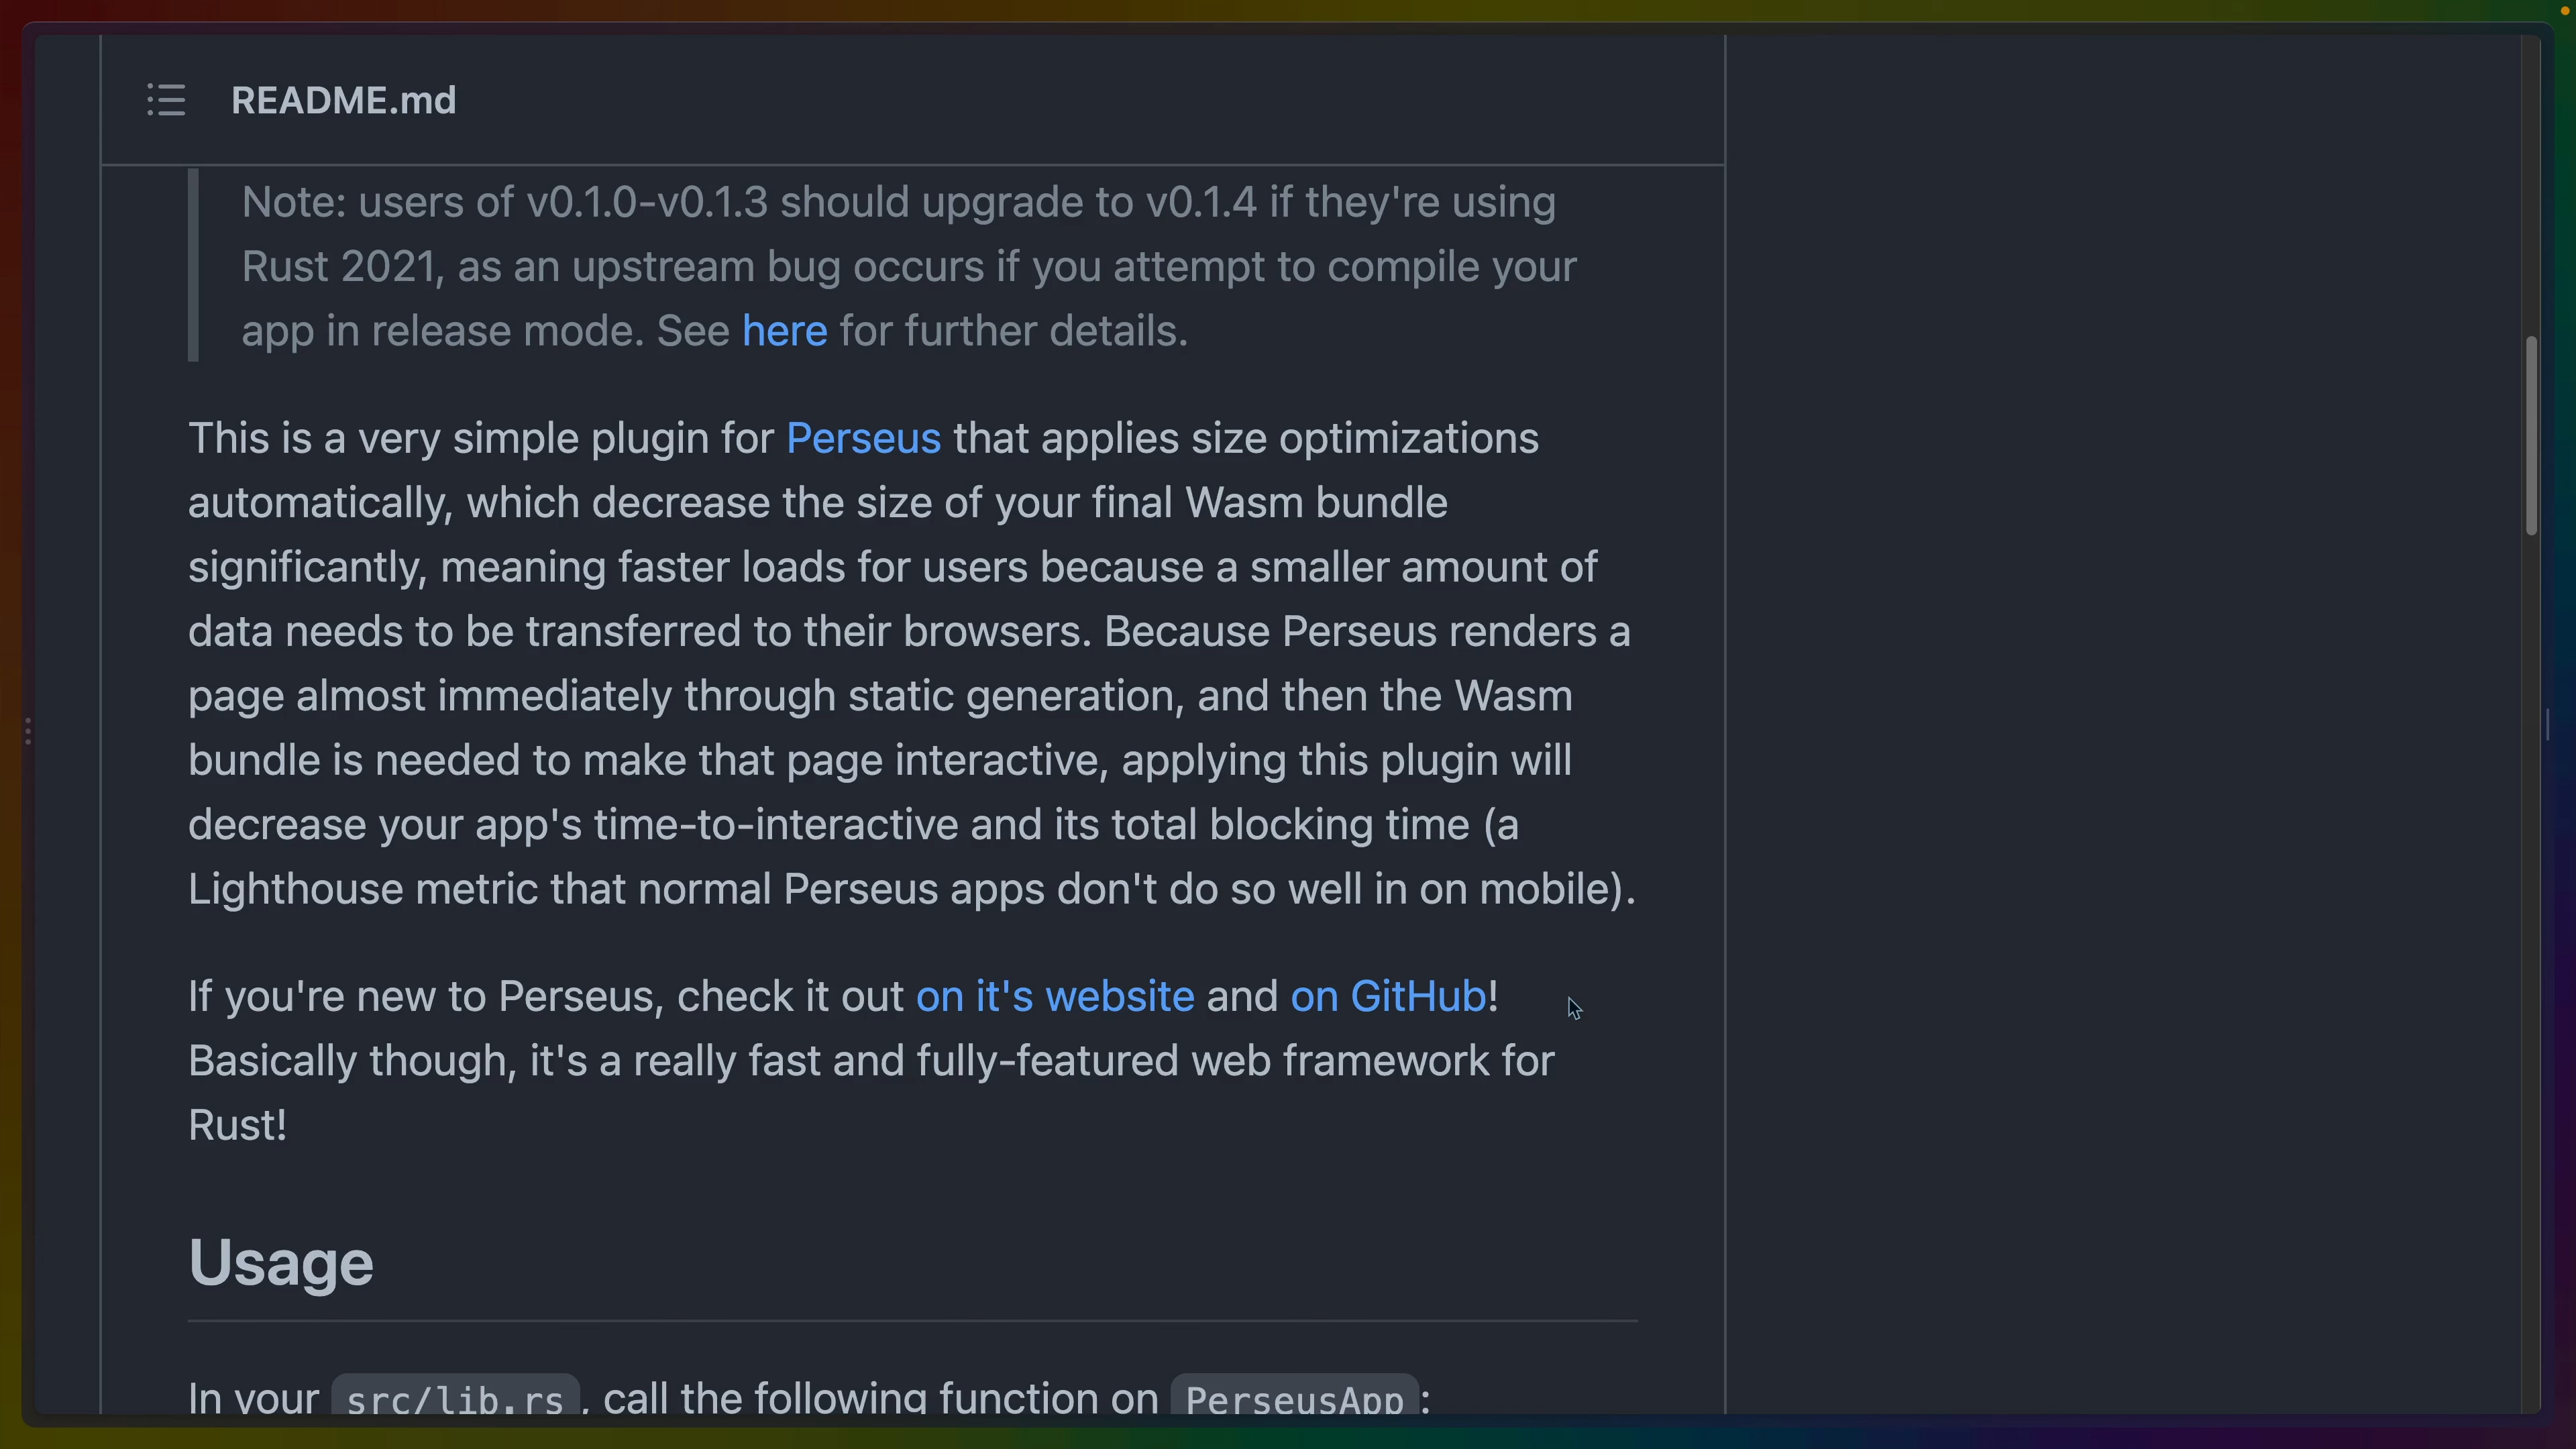 README.md
Note: users of v0.1.0-v0.1.3 should upgrade to v0.1.4 if they're using
Rust 2021, as an upstream bug occurs if you attempt to compile your
app in release mode. See here for further details.
This is a very simple plugin for Perseus that applies size optimizations
automatically, which decrease the size of your final Wasm bundle
significantly, meaning faster loads for users because a smaller amount of
data needs to be transferred to their browsers. Because Perseus renders a
page almost immediately through static generation, and then the Wasm
bundle is needed to make that page interactive, applying this plugin will
decrease your app's time-to-interactive and its total blocking time (a
Lighthouse metric that normal Perseus apps don't do so well in on mobile).
If you're new to Perseus, check it out on it's website and on GitHub!
Basically though, it's a really fast and fully-featured web framework for
Rust!
Usage
In your src/lib.rs, call the following function on PerseusApp: